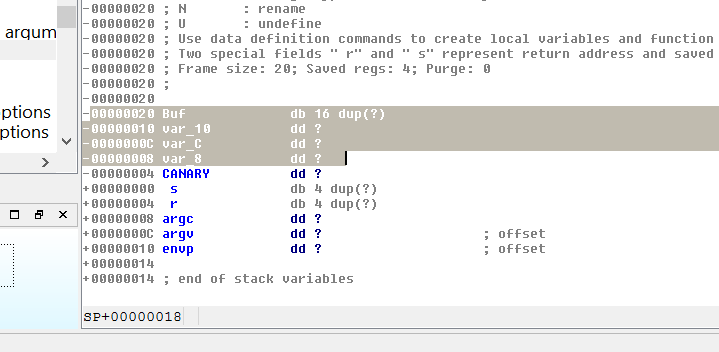 -00000020 ; N : rename
-00000020 ; U : undefine
-00000020 ; Use data definition commands to create local variables and function
-00000020 ; Two special fields " r" and " s" represent return address and saved
-00000020 ; Frame size: 20; Saved regs: 4; Purge: 0
-00000020 ;
-00000020
-00000020 Buf db 16 dup(?)
-00000010 var_10 dd ?
-0000000C var_C dd ?
-00000008 var_8 dd ?
-00000004 CANARY dd ?
+00000000 s db 4 dup(?)
+00000004 r db 4 dup(?)
+00000008 argc dd ?
+0000000C argv dd ? ; offset
+00000010 envp dd ? ; offset
+00000014
+00000014 ; end of stack variables
SP+00000018
argum
ptions
ptions